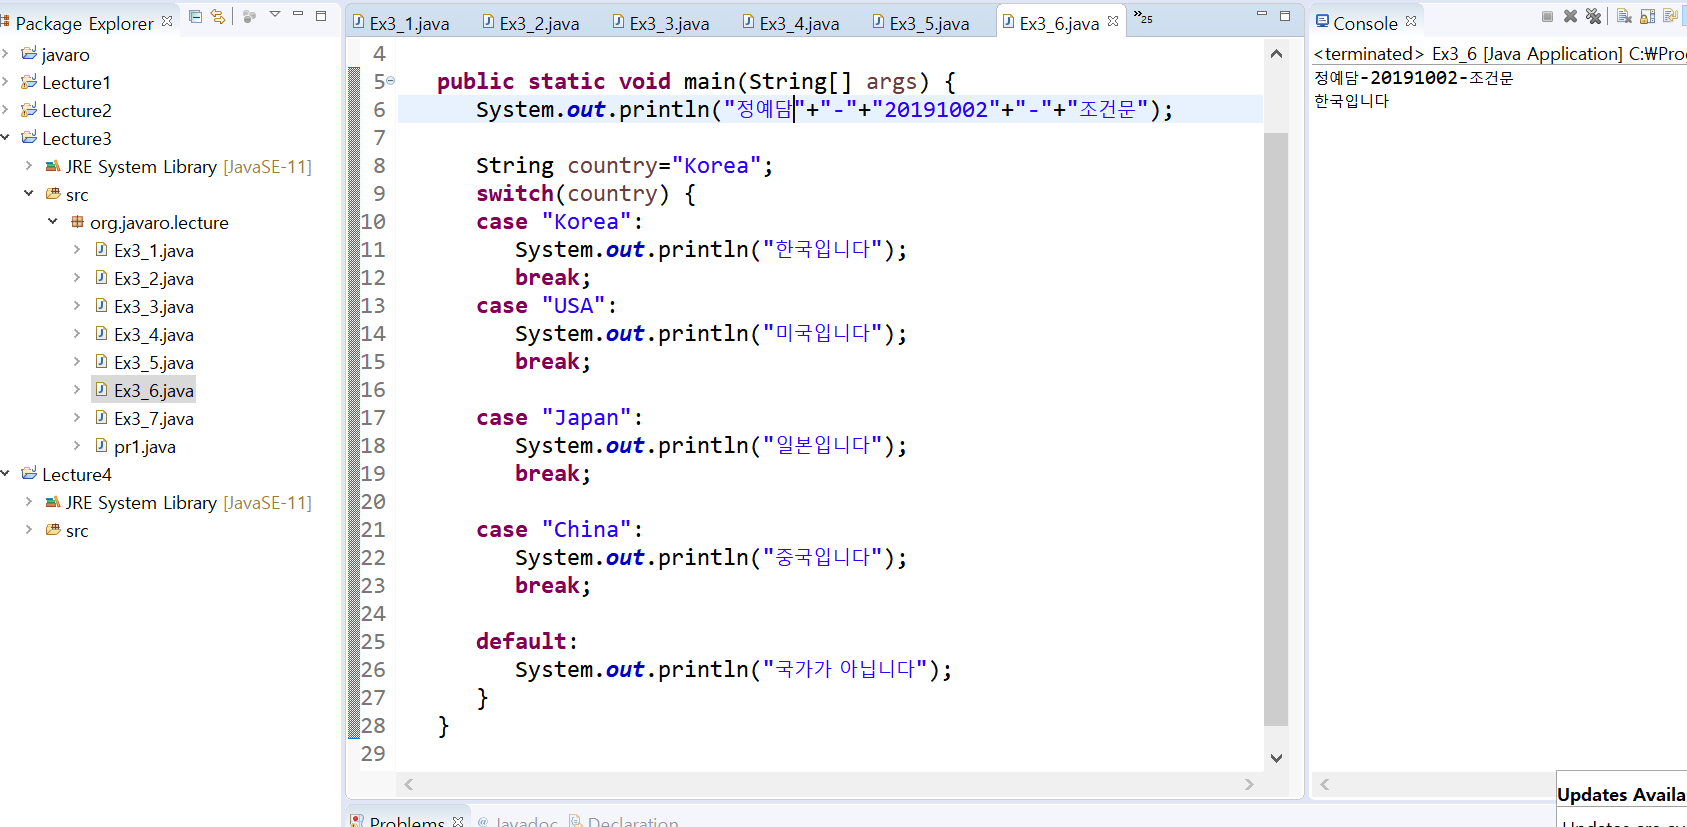 Package Explorer
javaro
Lecture1
Lecture2
Lecture3
JRE System Library [JavaSE-11]
src
org.javaro.lecture
Ex3_1.java
Ex3_2.java
Ex3_3.java
Ex3_4.java
Ex3_5.java
Ex3_6.java
Ex3_7.java
pr1.java
Lecture4
JRE System Library [JavaSE-11]
src
Ex3_1.java Ex3_2.java Ex3_3.java Ex3_4.java Ex3_5.java Ex3_6.java »25
4
5 public static void main(String[] args) {
6 System.out.println("정예담"+"-"+"20191002"+"-"+"조건문");
7
8 String country="Korea";
9 switch(country) {
10 case "Korea":
11 System.out.println("한국입니다");
12 break;
13 case "USA":
14 System.out.println("미국입니다");
15 break;
16
17 case "Japan":
18 System.out.println("일본입니다");
19 break;
20
21 case "China":
22 System.out.println("중국입니다");
23 break;
24
25 default:
26 System.out.println("국가가 아닙니다");
27 }
28 }
29
Problems @ Javadoc Declaration
Console
<terminated> Ex3_6 [Java Application] C:₩Pro
정예담-20191002-조건문
한국입니다
Updates Availa